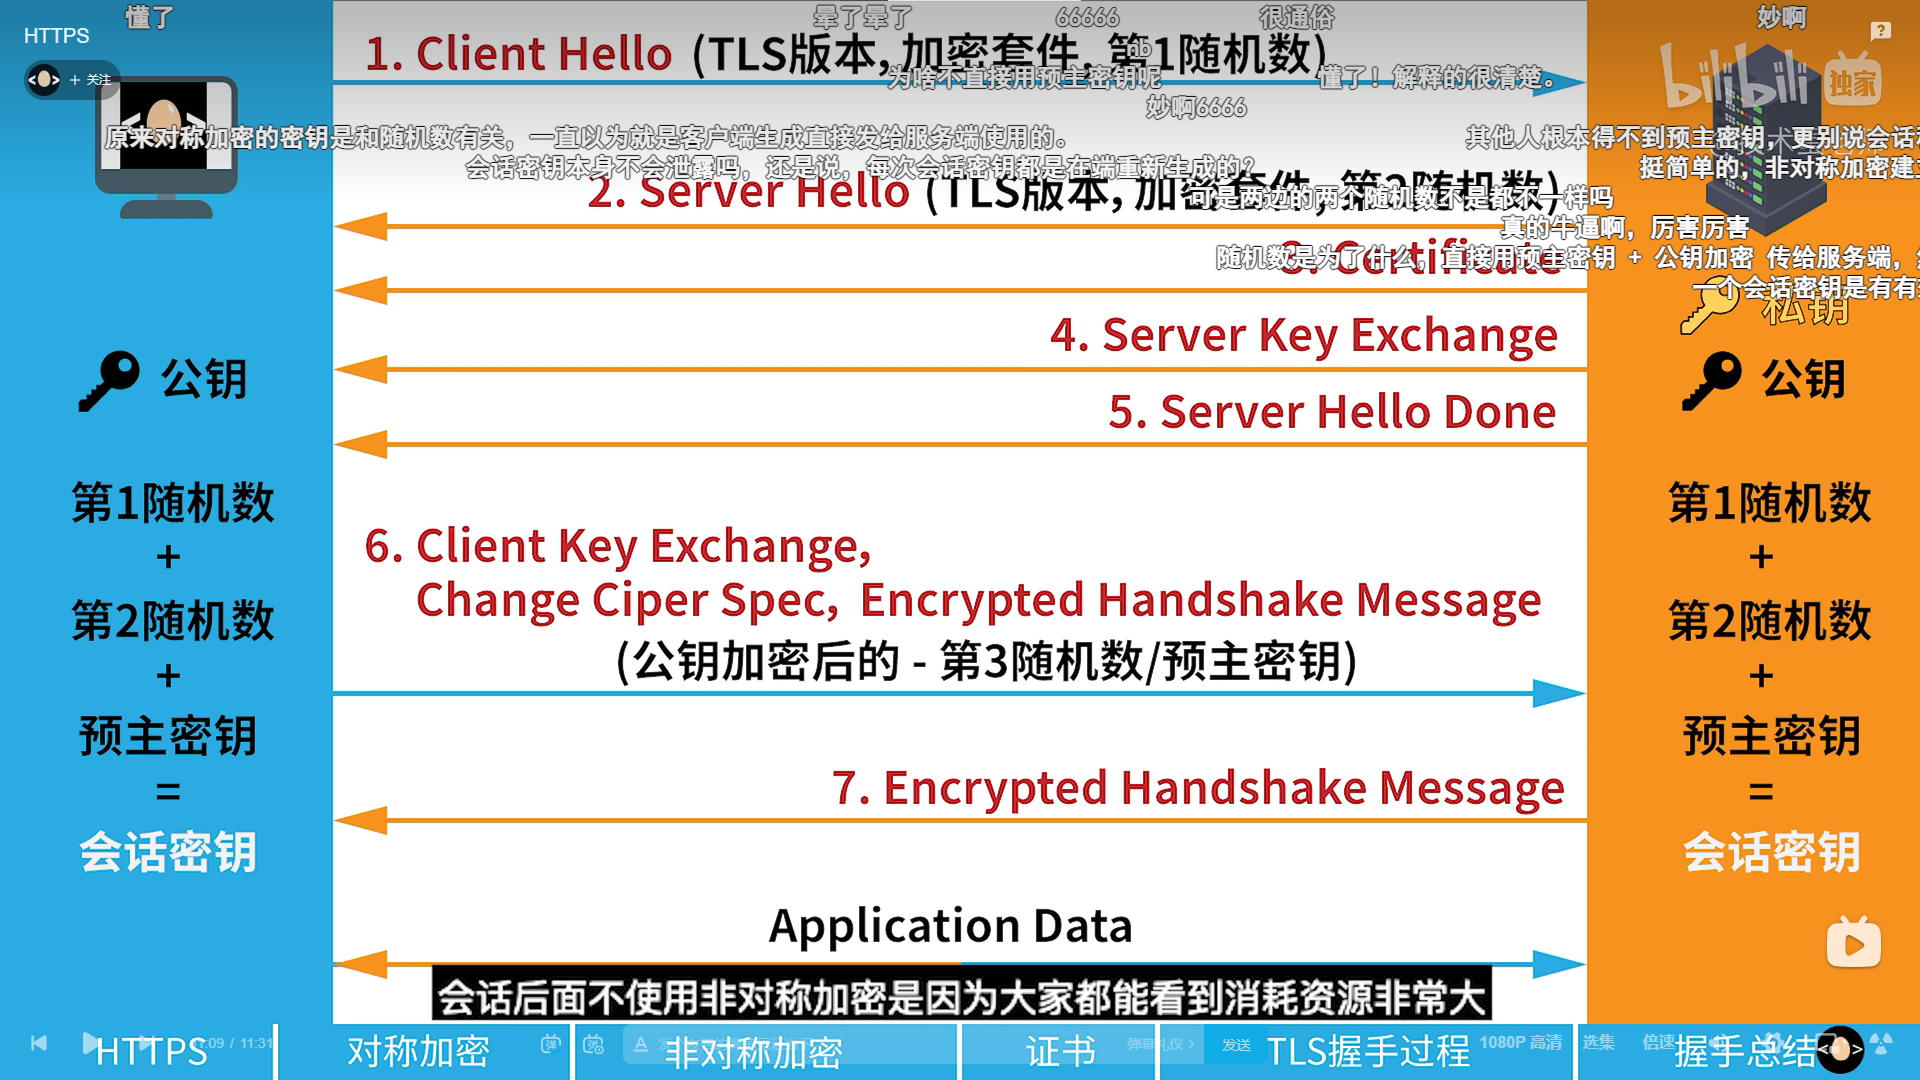 懂了
晕了晕了
66666
很通俗
妙啊
HTTPS
1. Client Hello (TLS版本, 加密套件, 第1随机数)
nb
+ 关注
为啥不直接用预主密钥呢
懂了！解释的很清楚。
bilibili 独家
妙啊6666
原来对称加密的密钥是和随机数有关，一直以为就是客户端生成直接发给服务端使用的。
其他人根本得不到预主密钥，更别说会话
会话密钥本身不会泄露吗，还是说，每次会话密钥都是在端重新生成的？
挺简单的，非对称加密建立
2. Server Hello (TLS版本, 加密套件, 第2随机数)
可是两边的两个随机数不是都不一样吗
真的牛逼啊，厉害厉害
3. Certificate
随机数是为了什么，直接用预主密钥 + 公钥加密 传给服务端，
一个会话密钥是有有
私钥
4. Server Key Exchange
公钥
公钥
5. Server Hello Done
第1随机数
+
第2随机数
+
预主密钥
=
会话密钥
6. Client Key Exchange,
Change Ciper Spec, Encrypted Handshake Message
(公钥加密后的 - 第3随机数/预主密钥)
7. Encrypted Handshake Message
Application Data
第1随机数
+
第2随机数
+
预主密钥
=
会话密钥
会话后面不使用非对称加密是因为大家都能看到消耗资源非常大
:09 / 11:31
弹幕礼仪 >
发送
1080P 高清
选集
倍速
HTTPS
对称加密
非对称加密
证书
TLS握手过程
握手总结